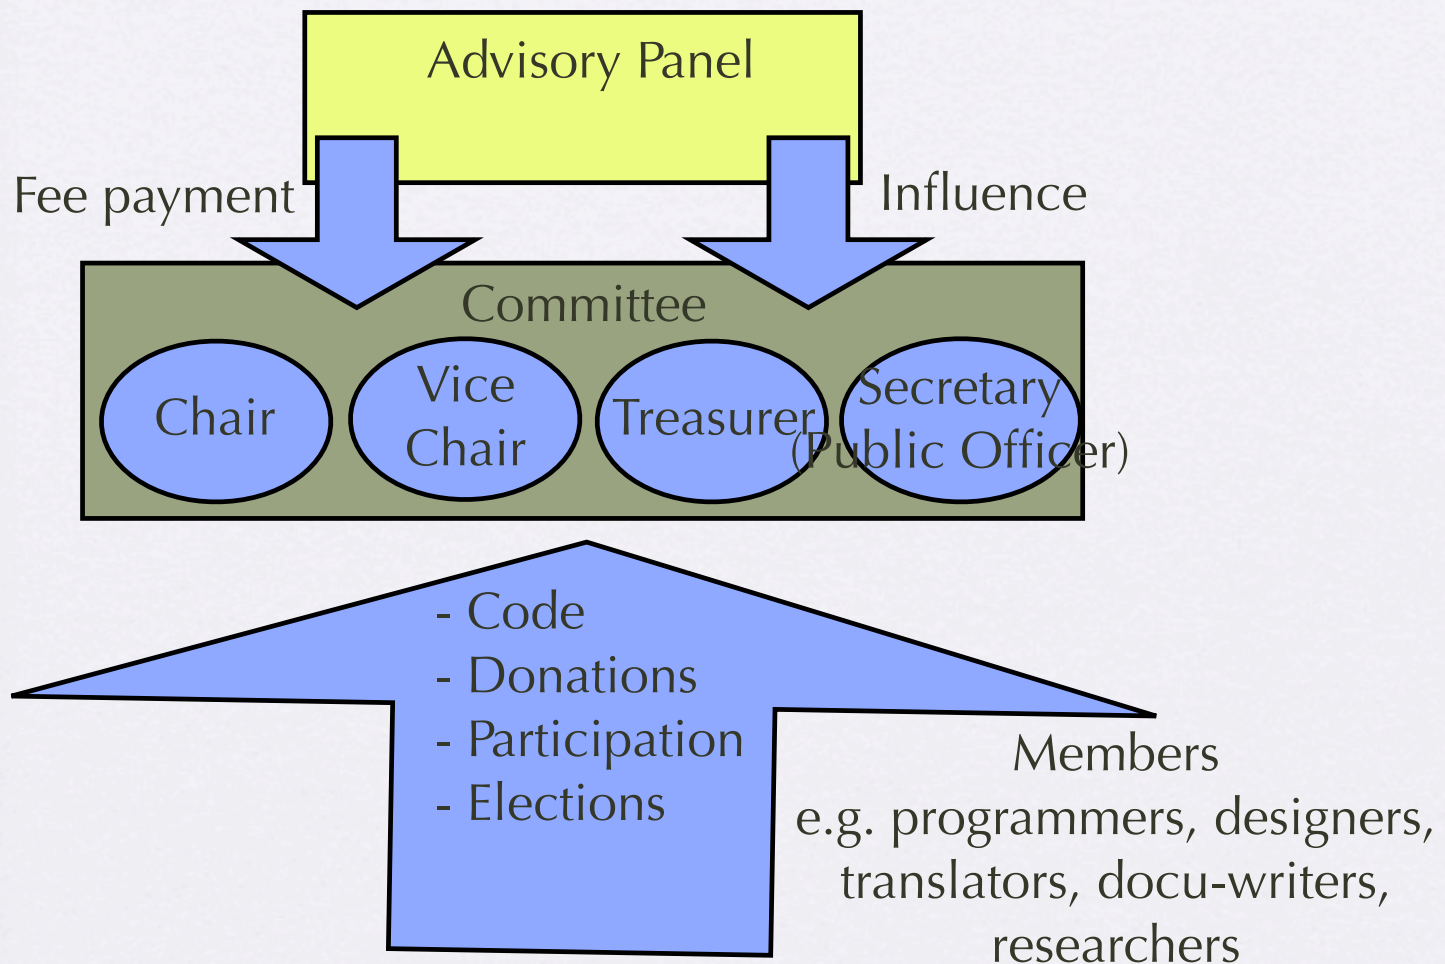 Advisory Panel
Fee payment
Influence
Committee
Chair
Vice
Chair
Treasurer
Secretary
(Public Officer)
- Code
- Donations
- Participation
- Elections
Members
e.g. programmers, designers,
translators, docu-writers,
researchers